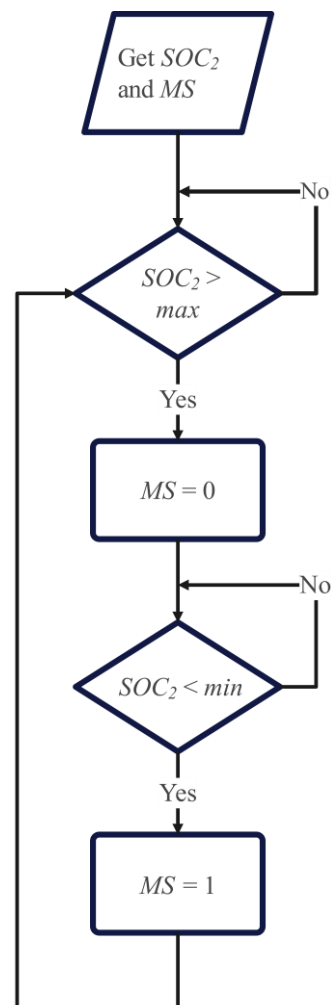 Get SOC₂
and MS
No
SOC₂ >
max
Yes
MS = 0
No
SOC₂ < min
Yes
MS = 1